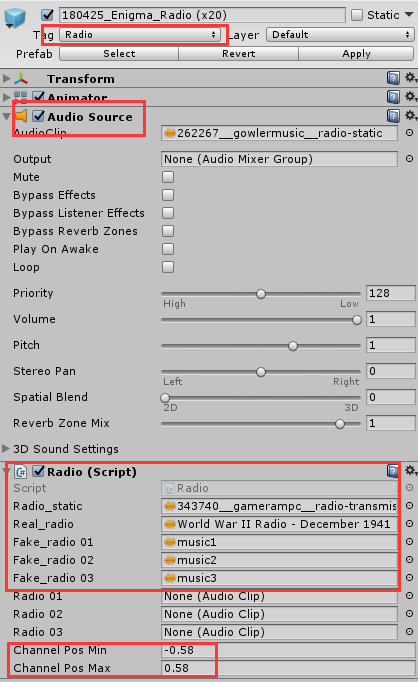 180425_Enigma_Radio (x20) Static
Tag Radio Layer Default
Prefab Select Revert Apply
Transform
Animator
Audio Source
AudioClip 262267__gowlermusic__radio-static
Output None (Audio Mixer Group)
Mute
Bypass Effects
Bypass Listener Effects
Bypass Reverb Zones
Play On Awake
Loop
Priority 128
High Low
Volume 1
Pitch 1
Stereo Pan 0
Left Right
Spatial Blend 0
2D 3D
Reverb Zone Mix 1
3D Sound Settings
Radio (Script)
Script Radio
Radio_static 343740__gamerampc__radio-transmis
Real_radio World War II Radio - December 1941
Fake_radio 01 music1
Fake_radio 02 music2
Fake_radio 03 music3
Radio 01 None (Audio Clip)
Radio 02 None (Audio Clip)
Radio 03 None (Audio Clip)
Channel Pos Min -0.58
Channel Pos Max 0.58